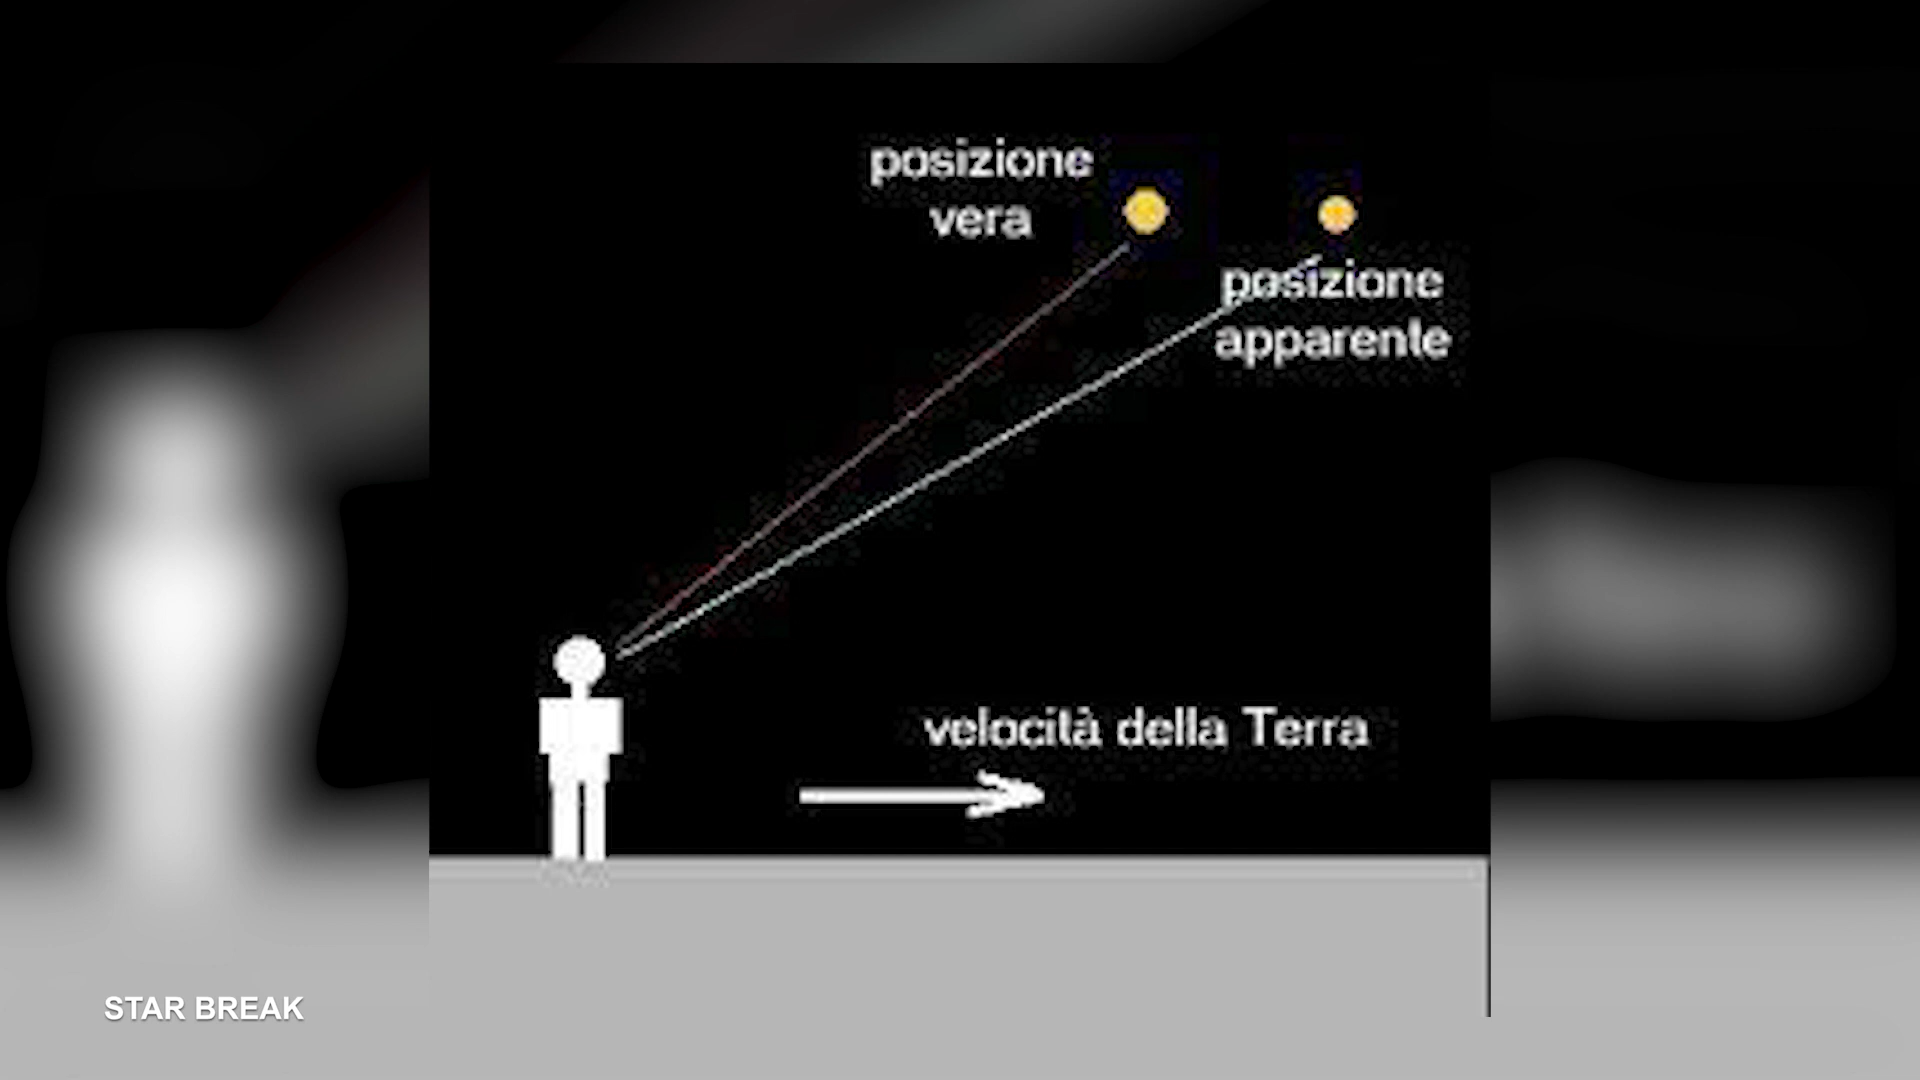 posizione
vera
posizione
apparente
velocità della Terra
STAR BREAK